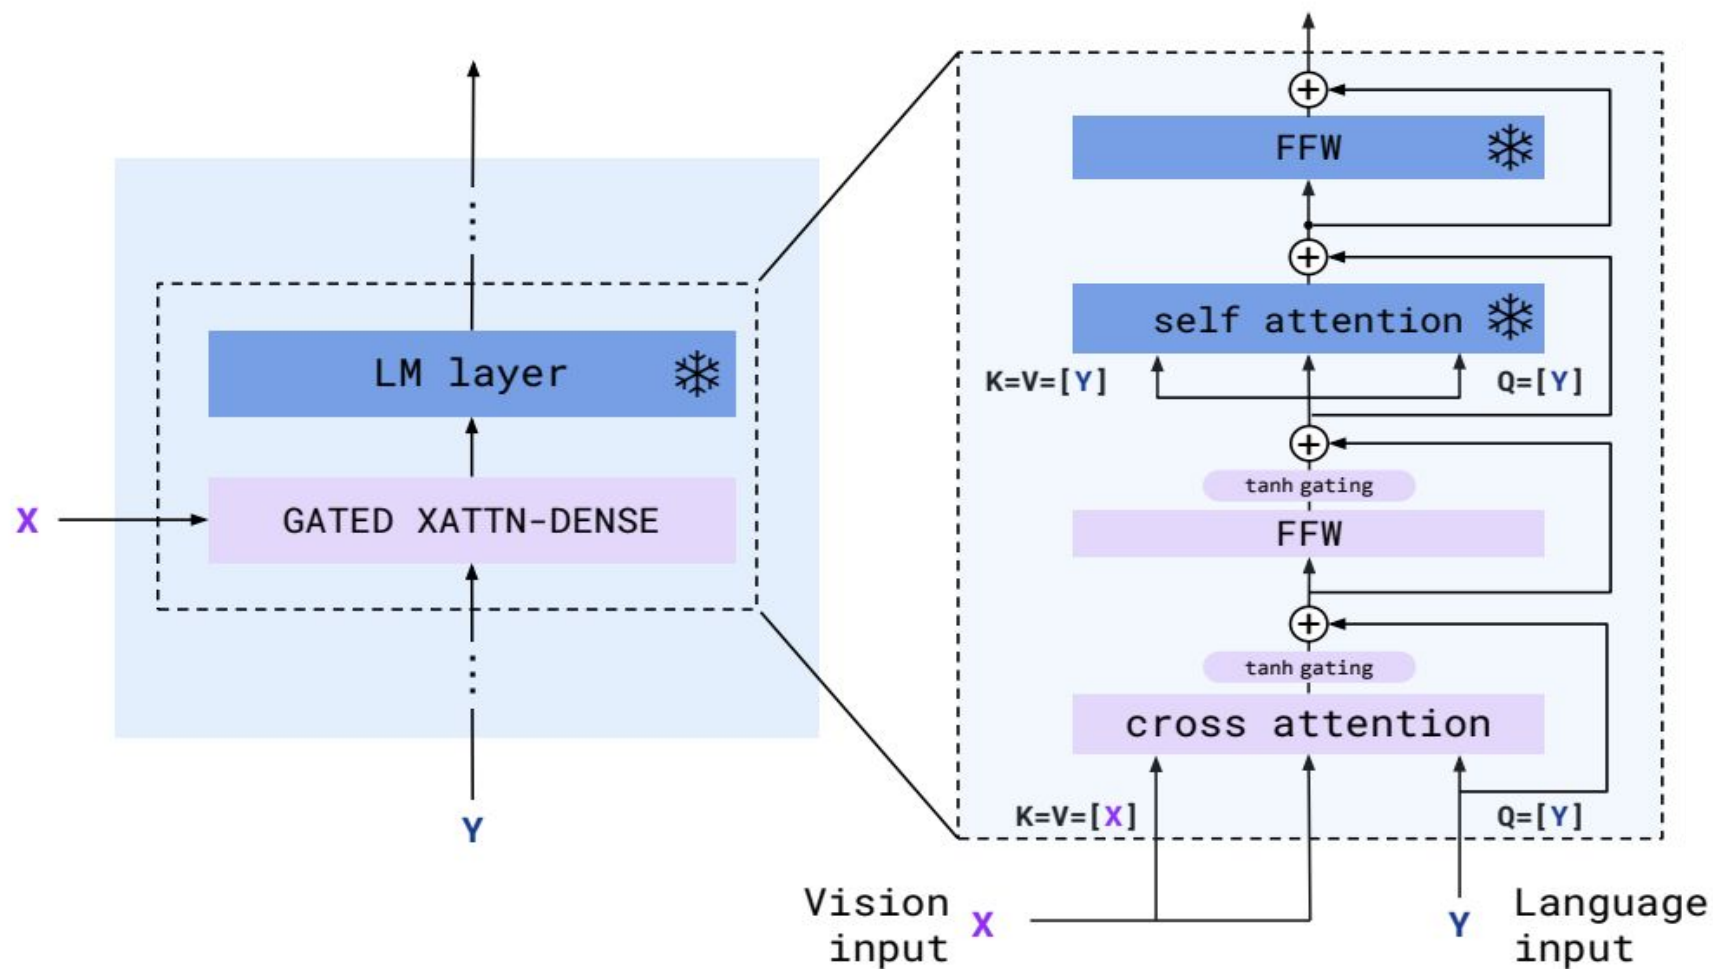 LM layer
X
GATED XATTN-DENSE
Y
FFW
self attention
K=V=[Y]
Q=[Y]
tanh gating
FFW
tanh gating
cross attention
K=V=[X]
Q=[Y]
Vision
input
X
Y
Language
input